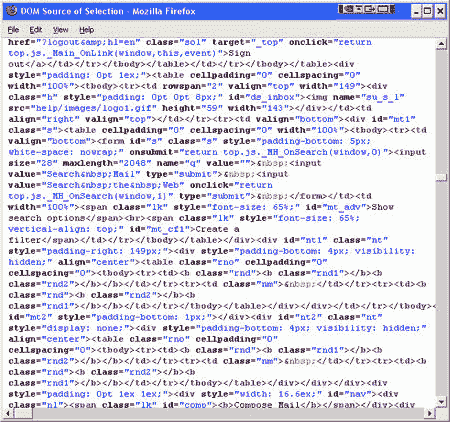 DOM Source of Selection - Mozilla Firefox
File Edit View Help
href="?logout&amp;hl=en" class="sol" target="_top" onclick="return
top.js._Main_OnLink(window,this,event)">Sign
out</a></td></tr></tbody></table></td></tr></tbody></table><div
style="padding: 0pt 1ex;"><table cellpadding="0" cellspacing="0"
width="100%"><tbody><tr><td rowspan="2" valign="top" width="149"><div
class="h" style="padding: 0pt 0pt 8px;" id="ds_inbox"><img name="su_s_1"
src="help/images/logo1.gif" height="59" width="143"></div></td><td
align="right" valign="top"></td></tr><tr><td valign="bottom"><div id="mt1"
class="s"><table cellpadding="0" cellspacing="0" width="100%"><tbody><tr><td
valign="bottom"><form id="s" class="s" style="padding-bottom: 5px;
white-space: nowrap;" onsubmit="return top.js._MH_OnSearch(window,0)"><input
size="28" maxlength="2048" name="q" value="">&nbsp;<input
value="Search&nbsp;Mail" type="submit">&nbsp;<input
value="Search&nbsp;the&nbsp;Web" onclick="return
top.js._MH_OnSearch(window,1)" type="submit">&nbsp;</form></td><td
width="100%"><span class="lk" style="font-size: 65%;" id="mt_adv">Show
search options</span><br><span class="lk" style="font-size: 65%;
vertical-align: top;" id="mt_cf1">Create a
filter</span></td></tr></tbody></table></div><div id="nt1" class="nt"
style="padding-right: 149px;"><div style="padding-bottom: 4px; visibility:
hidden;" align="center"><table class="rno" cellpadding="0"
cellspacing="0"><tbody><tr><td><b class="rnd"><b class="rnd1"></b><b
class="rnd2"></b></b></td></tr><tr><td class="nm">&nbsp;</td></tr><tr><td><b
class="rnd"><b class="rnd2"></b><b
class="rnd1"></b></b></td></tr></tbody></table></div></div></div><div
id="mt2" style="padding-bottom: 1px;"></div><div id="nt2" class="nt"
style="display: none;"><div style="padding-bottom: 4px; visibility: hidden;"
align="center"><table class="rno" cellpadding="0"
cellspacing="0"><tbody><tr><td><b class="rnd"><b class="rnd1"></b><b
class="rnd2"></b></b></td></tr><tr><td class="nm">&nbsp;</td></tr><tr><td><b
class="rnd"><b class="rnd2"></b><b
class="rnd1"></b></b></td></tr></tbody></table></div></div></div><div
style="padding: 0pt 1ex 1ex;"><div style="width: 16.6ex;" id="nav"><div
class="nl"><span class="lk" id="comp"><b>Compose Mail</b></span></div><div